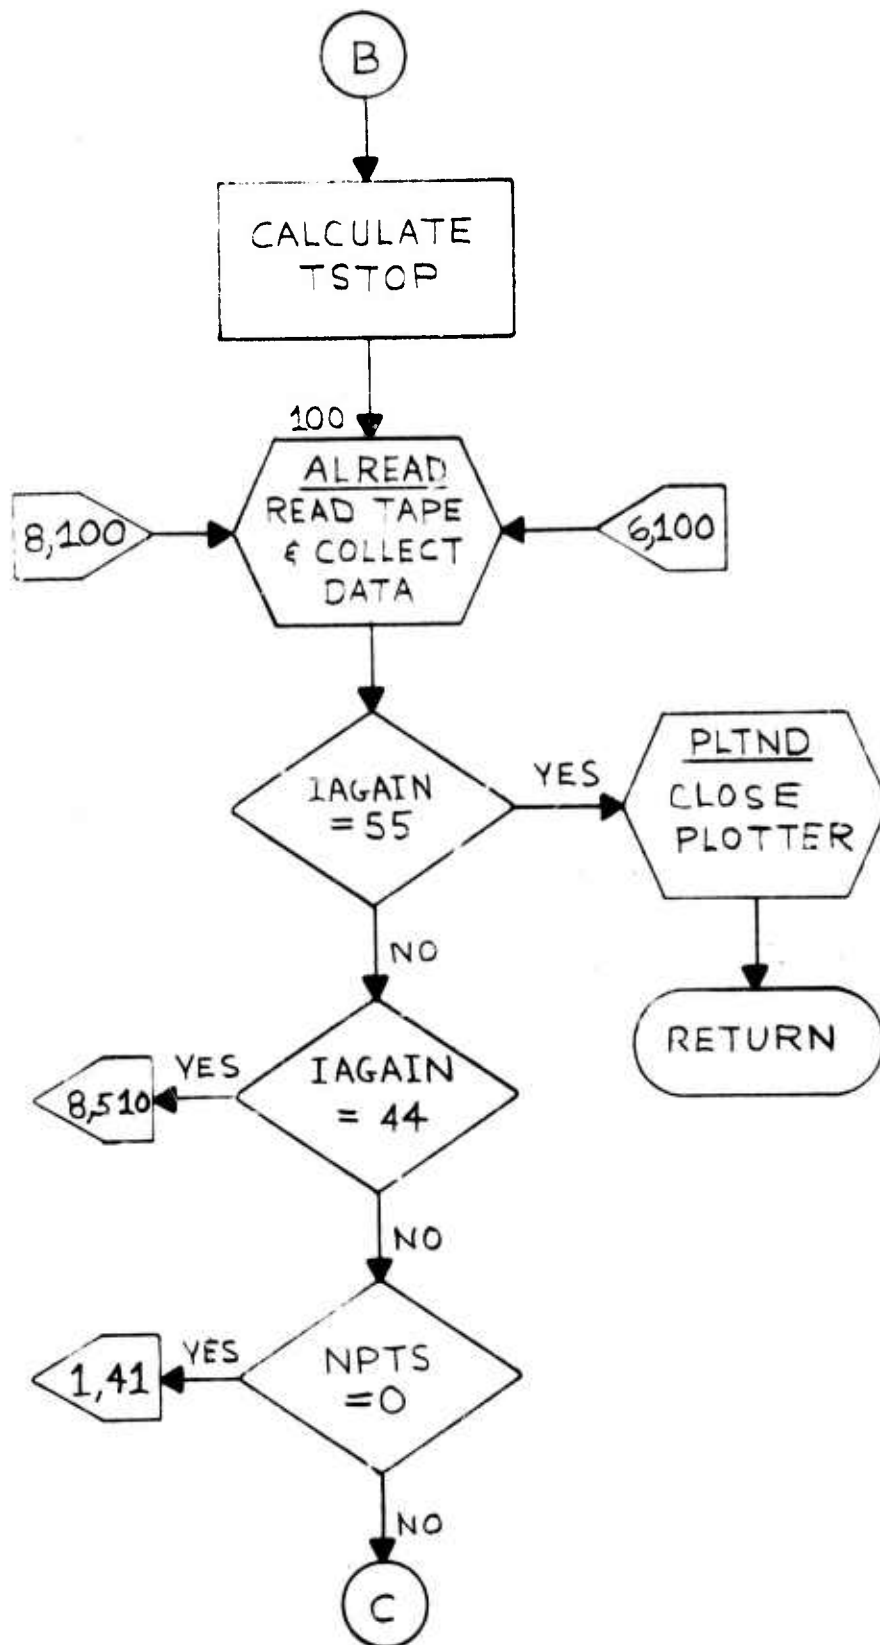 B
CALCULATE
TSTOP
100
ALREAD
READ TAPE
& COLLECT
DATA
8,100
6,100
IAGAIN
= 55
YES
PLTND
CLOSE
PLOTTER
NO
RETURN
IAGAIN
= 44
YES
8,510
NO
NPTS
=0
YES
1,41
NO
C